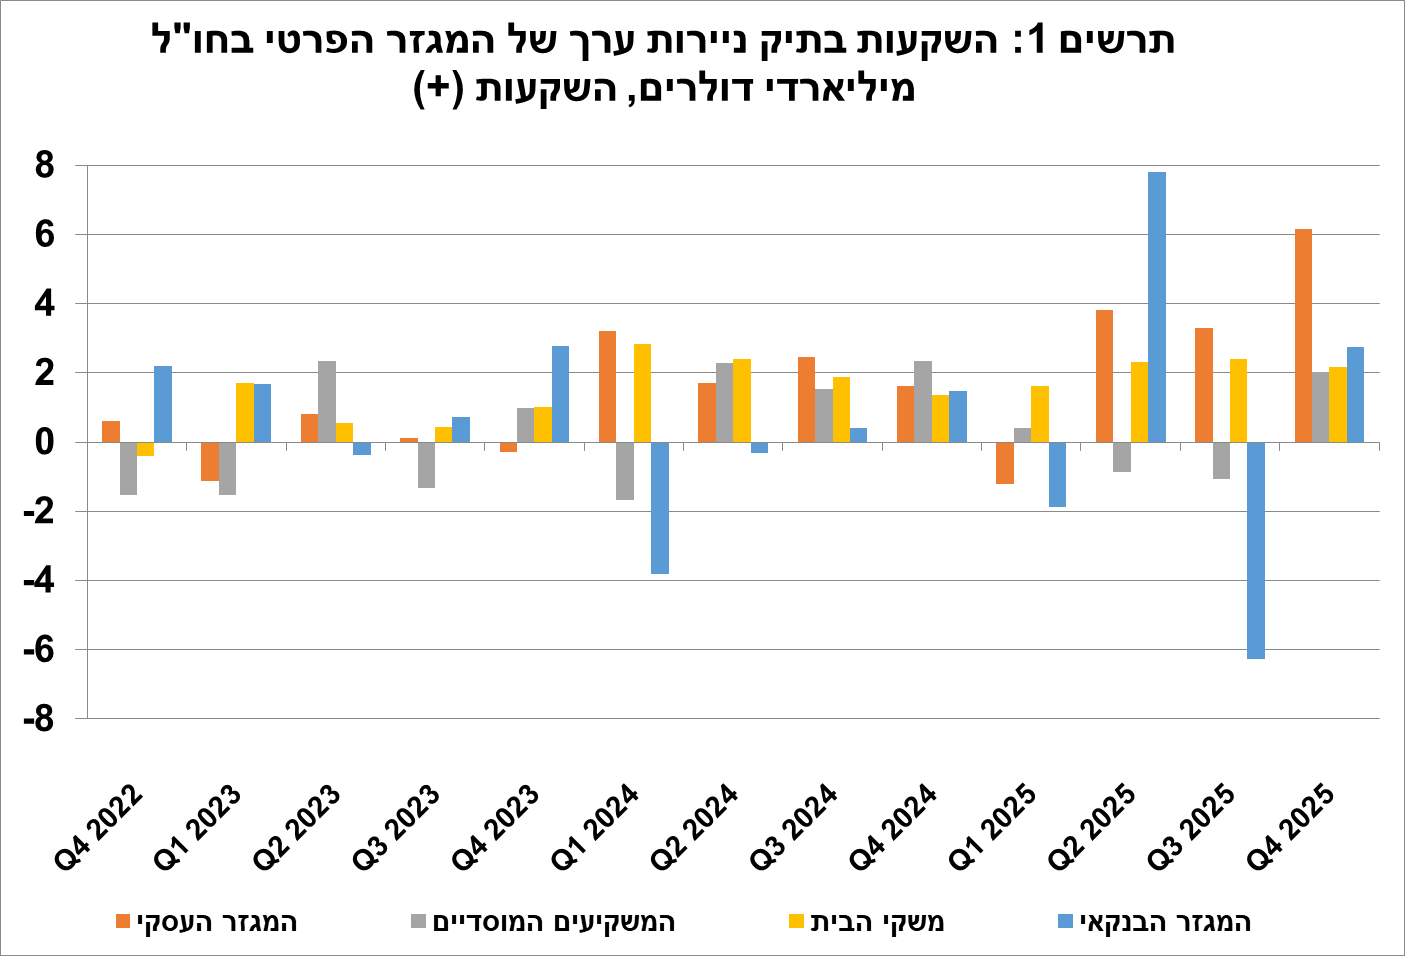 תרשים 1: השקעות בתיק ניירות ערך של המגזר הפרטי בחו"ל
מיליארדי דולרים, השקעות (+)
8
6
4
2
0
-2
-4
-6
-8
Q4 2022
Q1 2023
Q2 2023
Q3 2023
Q4 2023
Q1 2024
Q2 2024
Q3 2024
Q4 2024
Q1 2025
Q2 2025
Q3 2025
Q4 2025
המגזר העסקי
המשקיעים המוסדיים
משקי הבית
המגזר הבנקאי